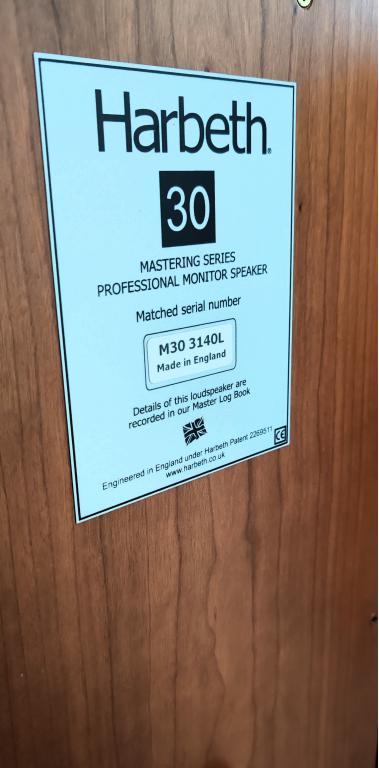 Harbeth®
30
MASTERING SERIES
PROFESSIONAL MONITOR SPEAKER
Matched serial number
M30 3140L
Made in England
Details of this loudspeaker are
recorded in our Master Log Book
Engineered in England under Harbeth Patent 2269511
www.harbeth.co.uk
CE